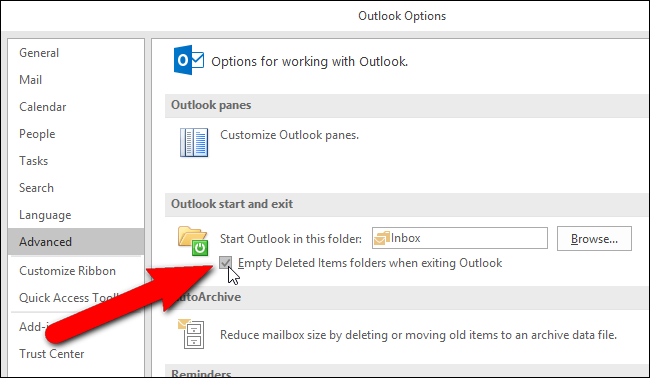 Outlook Options
General
Mail
Calendar
People
Tasks
Search
Language
Advanced
Customize Ribbon
Quick Access
Trust Center
Options for working with Outlook.
Outlook panes
Customize Outlook panes.
Outlook start and exit
Start Outlook in this folder: Inbox Browse...
Empty Deleted Items folders when exiting Outlook
AutoArchive
Reduce mailbox size by deleting or moving old items to an archive data file.
Reminders